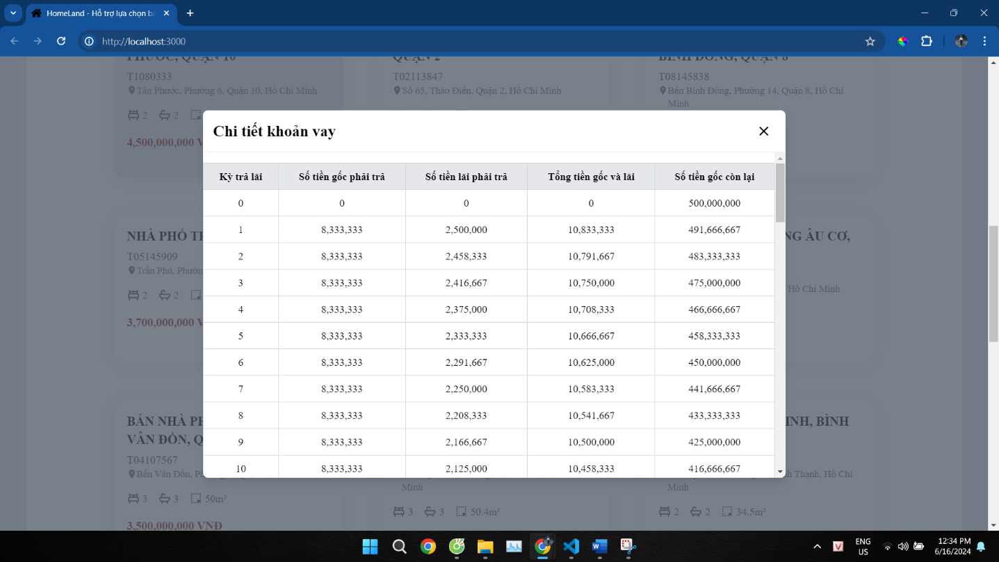 HomeLand - Hỗ trợ lựa chọn bấ
http://localhost:3000
PHƯỚC, QUẬN 10
QUẬN 2
BÌNH ĐÔNG, QUẬN 8
T1080333
T02113847
T08145838
Tân Phước, Phường 6, Quận 10, Hồ Chí Minh
Số 65, Thảo Điền, Quận 2, Hồ Chí Minh
Bến Bình Đông, Phường 14, Quận 8, Hồ Chí
Minh
2 2
4,500,000,000 V
Chi tiết khoản vay
Kỳ trả lãi Số tiền gốc phải trả Số tiền lãi phải trả Tổng tiền gốc và lãi Số tiền gốc còn lại
0 0 0 0 500,000,000
1 8,333,333 2,500,000 10,833,333 491,666,667
2 8,333,333 2,458,333 10,791,667 483,333,333
3 8,333,333 2,416,667 10,750,000 475,000,000
4 8,333,333 2,375,000 10,708,333 466,666,667
5 8,333,333 2,333,333 10,666,667 458,333,333
6 8,333,333 2,291,667 10,625,000 450,000,000
7 8,333,333 2,250,000 10,583,333 441,666,667
8 8,333,333 2,208,333 10,541,667 433,333,333
9 8,333,333 2,166,667 10,500,000 425,000,000
10 8,333,333 2,125,000 10,458,333 416,666,667
NHÀ PHỐ
NG ÂU CƠ,
T05145909
Trần Phú,
Hồ Chí Minh
2 2
3,700,000,000 V
BÁN NHÀ
INH, BÌNH
VÂN ĐỒN, Q
T04107567
Bến Vân Đồn,
Thạnh, Hồ Chí
Minh
Minh
3 3 50m²
3 3 50.4m²
2 2 34.5m²
3,500,000,000 VNĐ
ENG
US
12:34 PM
6/16/2024